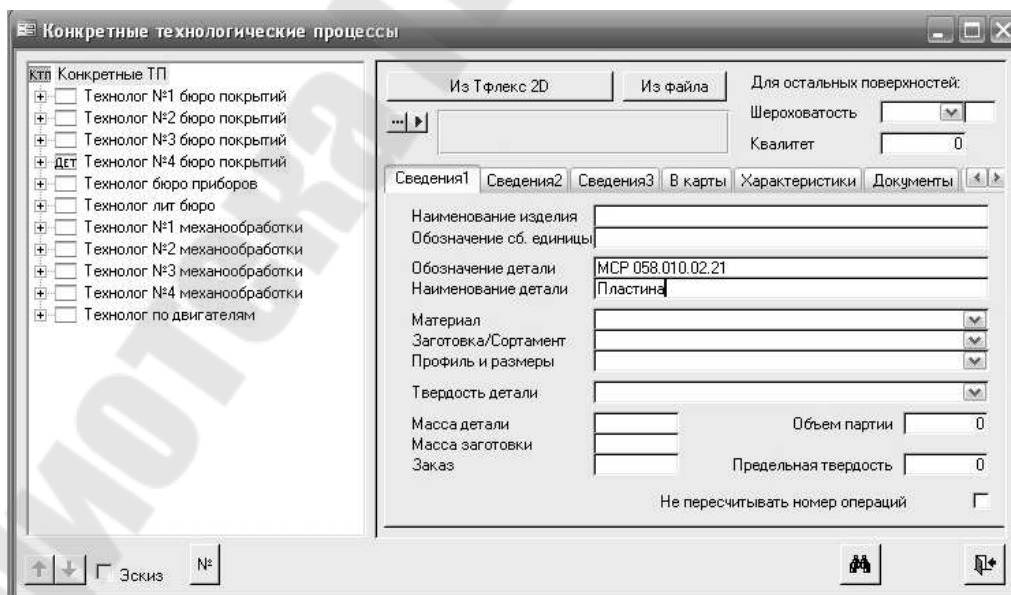 Конкретные технологические процессы
Ктп Конкретные ТП
Технолог №1 бюро покрытий
Технолог №2 бюро покрытий
Технолог №3 бюро покрытий
ДЕТ Технолог №4 бюро покрытий
Технолог бюро приборов
Технолог лит бюро
Технолог №1 механообработки
Технолог №2 механообработки
Технолог №3 механообработки
Технолог №4 механообработки
Технолог по двигателям
Из Тфлекс 2D Из файла Для остальных поверхностей:
... Шероховатость
Квалитет 0
Сведения1 Сведения2 Сведения3 В карты Характеристики Документы
Наименование изделия
Обозначение сб. единицы
Обозначение детали МСР 058.010.02.21
Наименование детали Пластина
Материал
Заготовка/Сортамент
Профиль и размеры
Твердость детали
Масса детали Объем партии 0
Масса заготовки
Заказ Предельная твердость 0
Не пересчитывать номер операций
Эскиз №